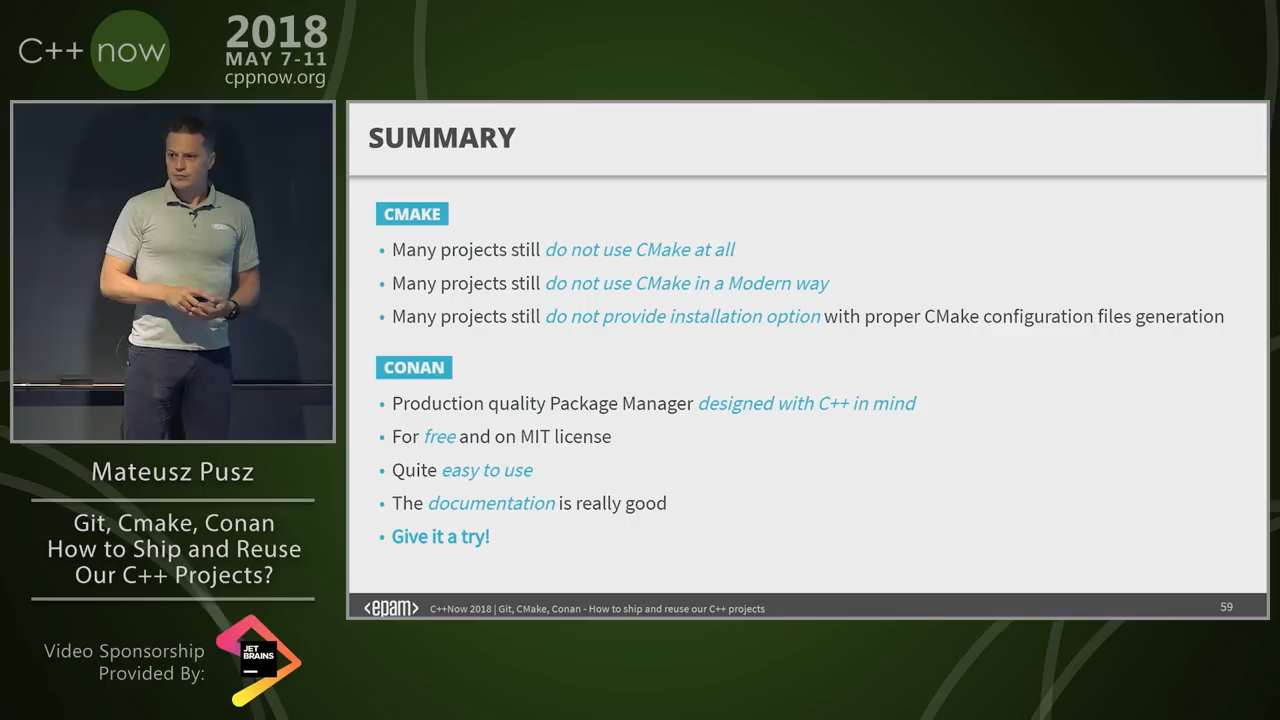 C++ now
2018
MAY 7-11
cppnow.org
SUMMARY
CMAKE
• Many projects still do not use CMake at all
• Many projects still do not use CMake in a Modern way
• Many projects still do not provide installation option with proper CMake configuration files generation
CONAN
• Production quality Package Manager designed with C++ in mind
• For free and on MIT license
• Quite easy to use
• The documentation is really good
• Give it a try!
<epam> C++Now 2018 | Git, CMake, Conan - How to ship and reuse our C++ projects 59
Mateusz Pusz
Git, Cmake, Conan
How to Ship and Reuse
Our C++ Projects?
Video Sponsorship
Provided By:
JET
BRAINS